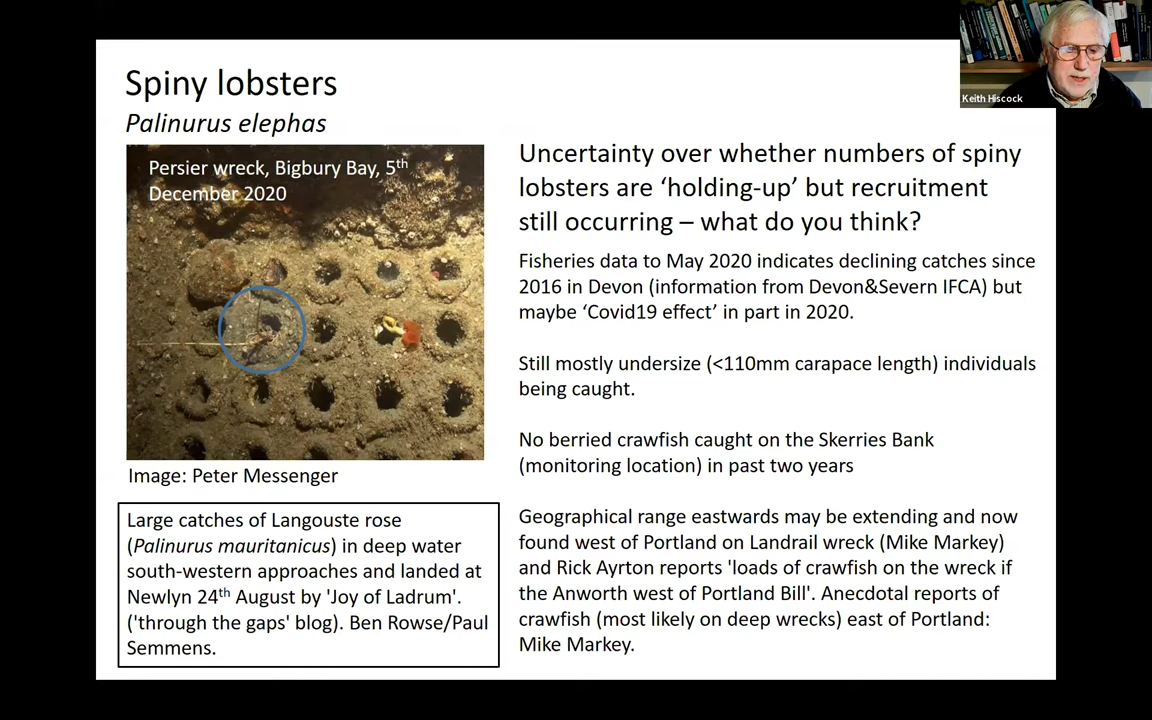 Keith Hiscock
Spiny lobsters
Palinurus elephas
Persier wreck, Bigbury Bay, 5th
December 2020
Image: Peter Messenger
Large catches of Langouste rose
(Palinurus mauritanicus) in deep water
south-western approaches and landed at
Newlyn 24th August by 'Joy of Ladrum'.
('through the gaps' blog). Ben Rowse/Paul
Semmens.
Uncertainty over whether numbers of spiny
lobsters are ‘holding-up’ but recruitment
still occurring – what do you think?
Fisheries data to May 2020 indicates declining catches since
2016 in Devon (information from Devon&Severn IFCA) but
maybe ‘Covid19 effect’ in part in 2020.
Still mostly undersize (<110mm carapace length) individuals
being caught.
No berried crawfish caught on the Skerries Bank
(monitoring location) in past two years
Geographical range eastwards may be extending and now
found west of Portland on Landrail wreck (Mike Markey)
and Rick Ayrton reports 'loads of crawfish on the wreck if
the Anworth west of Portland Bill'. Anecdotal reports of
crawfish (most likely on deep wrecks) east of Portland:
Mike Markey.